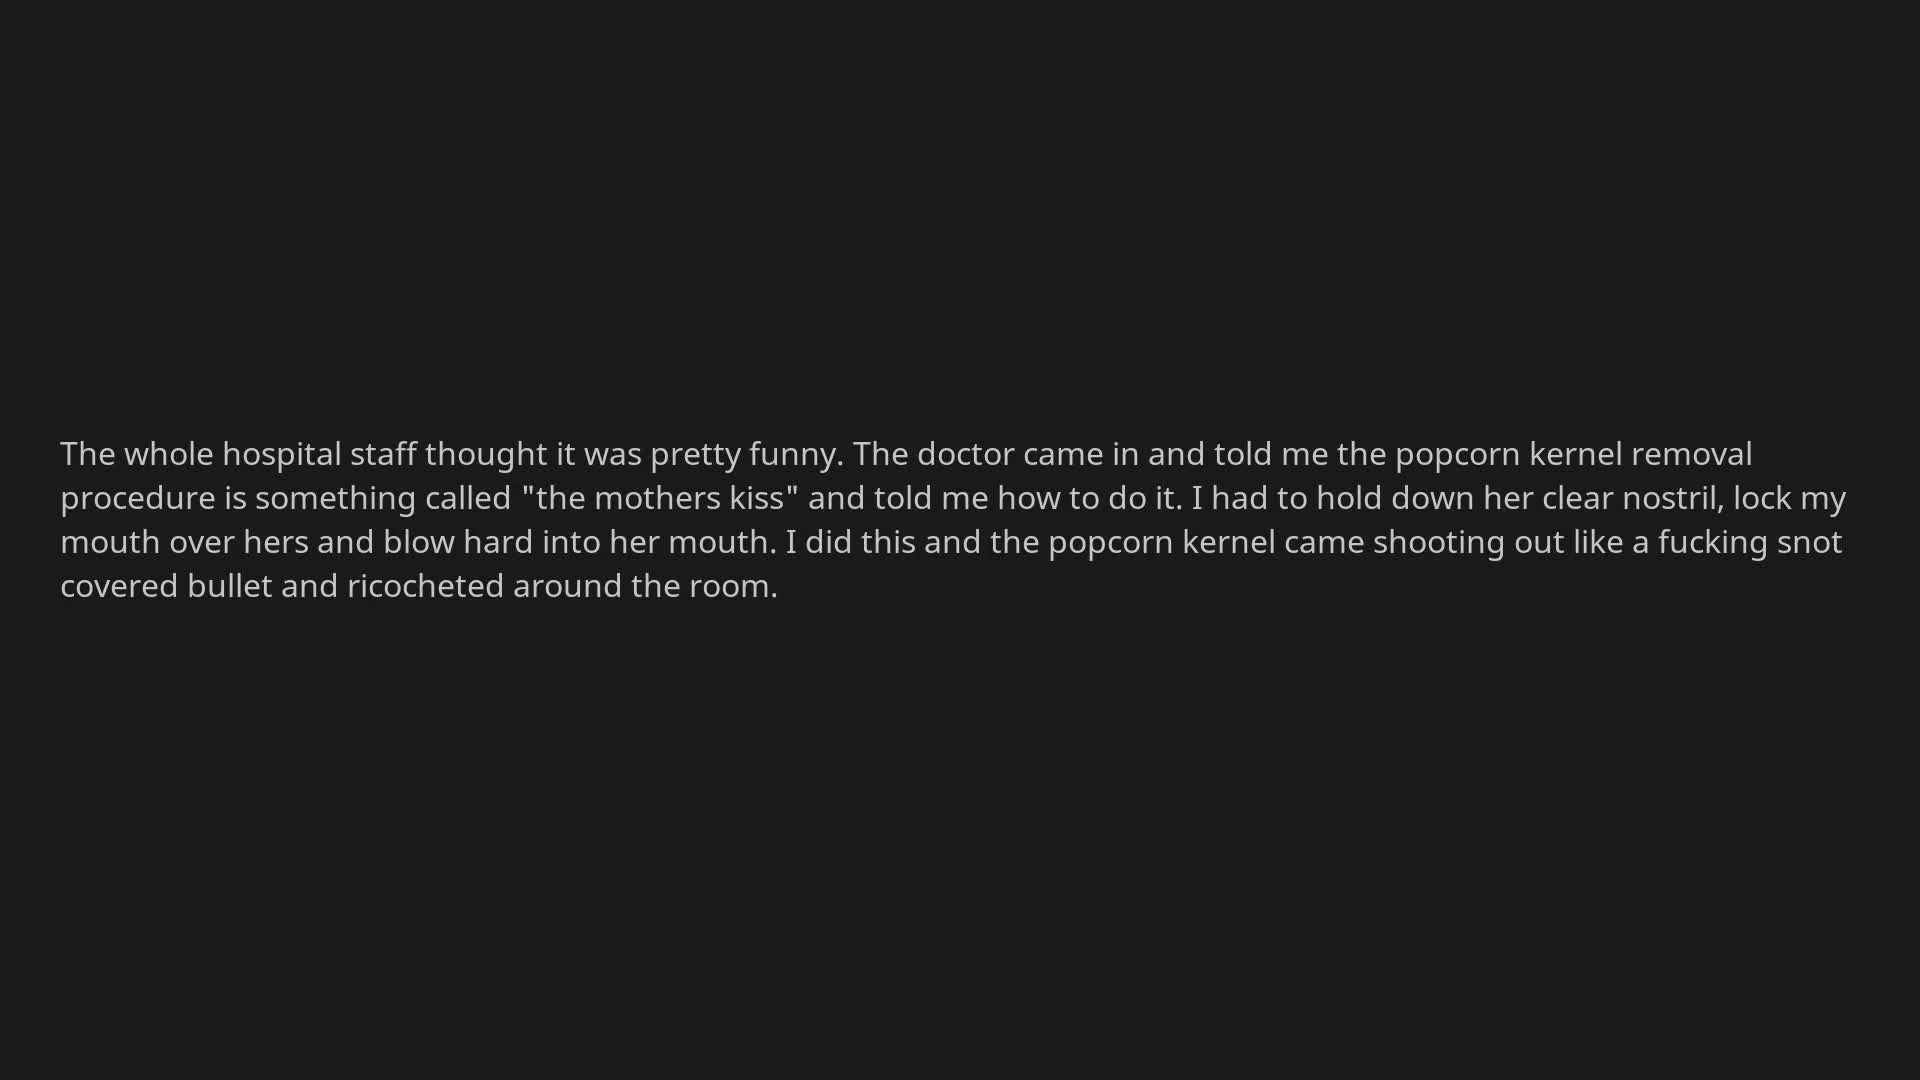 The whole hospital staff thought it was pretty funny. The doctor came in and told me the popcorn kernel removal
procedure is something called "the mothers kiss" and told me how to do it. I had to hold down her clear nostril, lock my
mouth over hers and blow hard into her mouth. I did this and the popcorn kernel came shooting out like a fucking snot
covered bullet and ricocheted around the room.